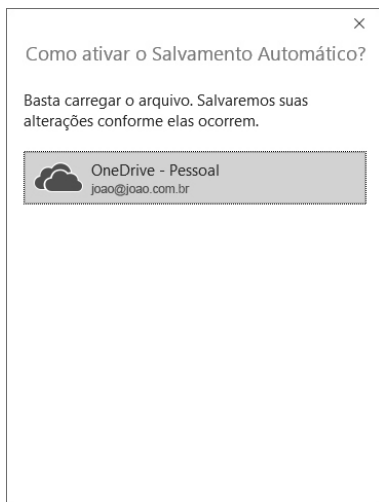 Como ativar o Salvamento Automático?
Basta carregar o arquivo. Salvaremos suas
alterações conforme elas ocorrem.
OneDrive - Pessoal
joao@joao.com.br